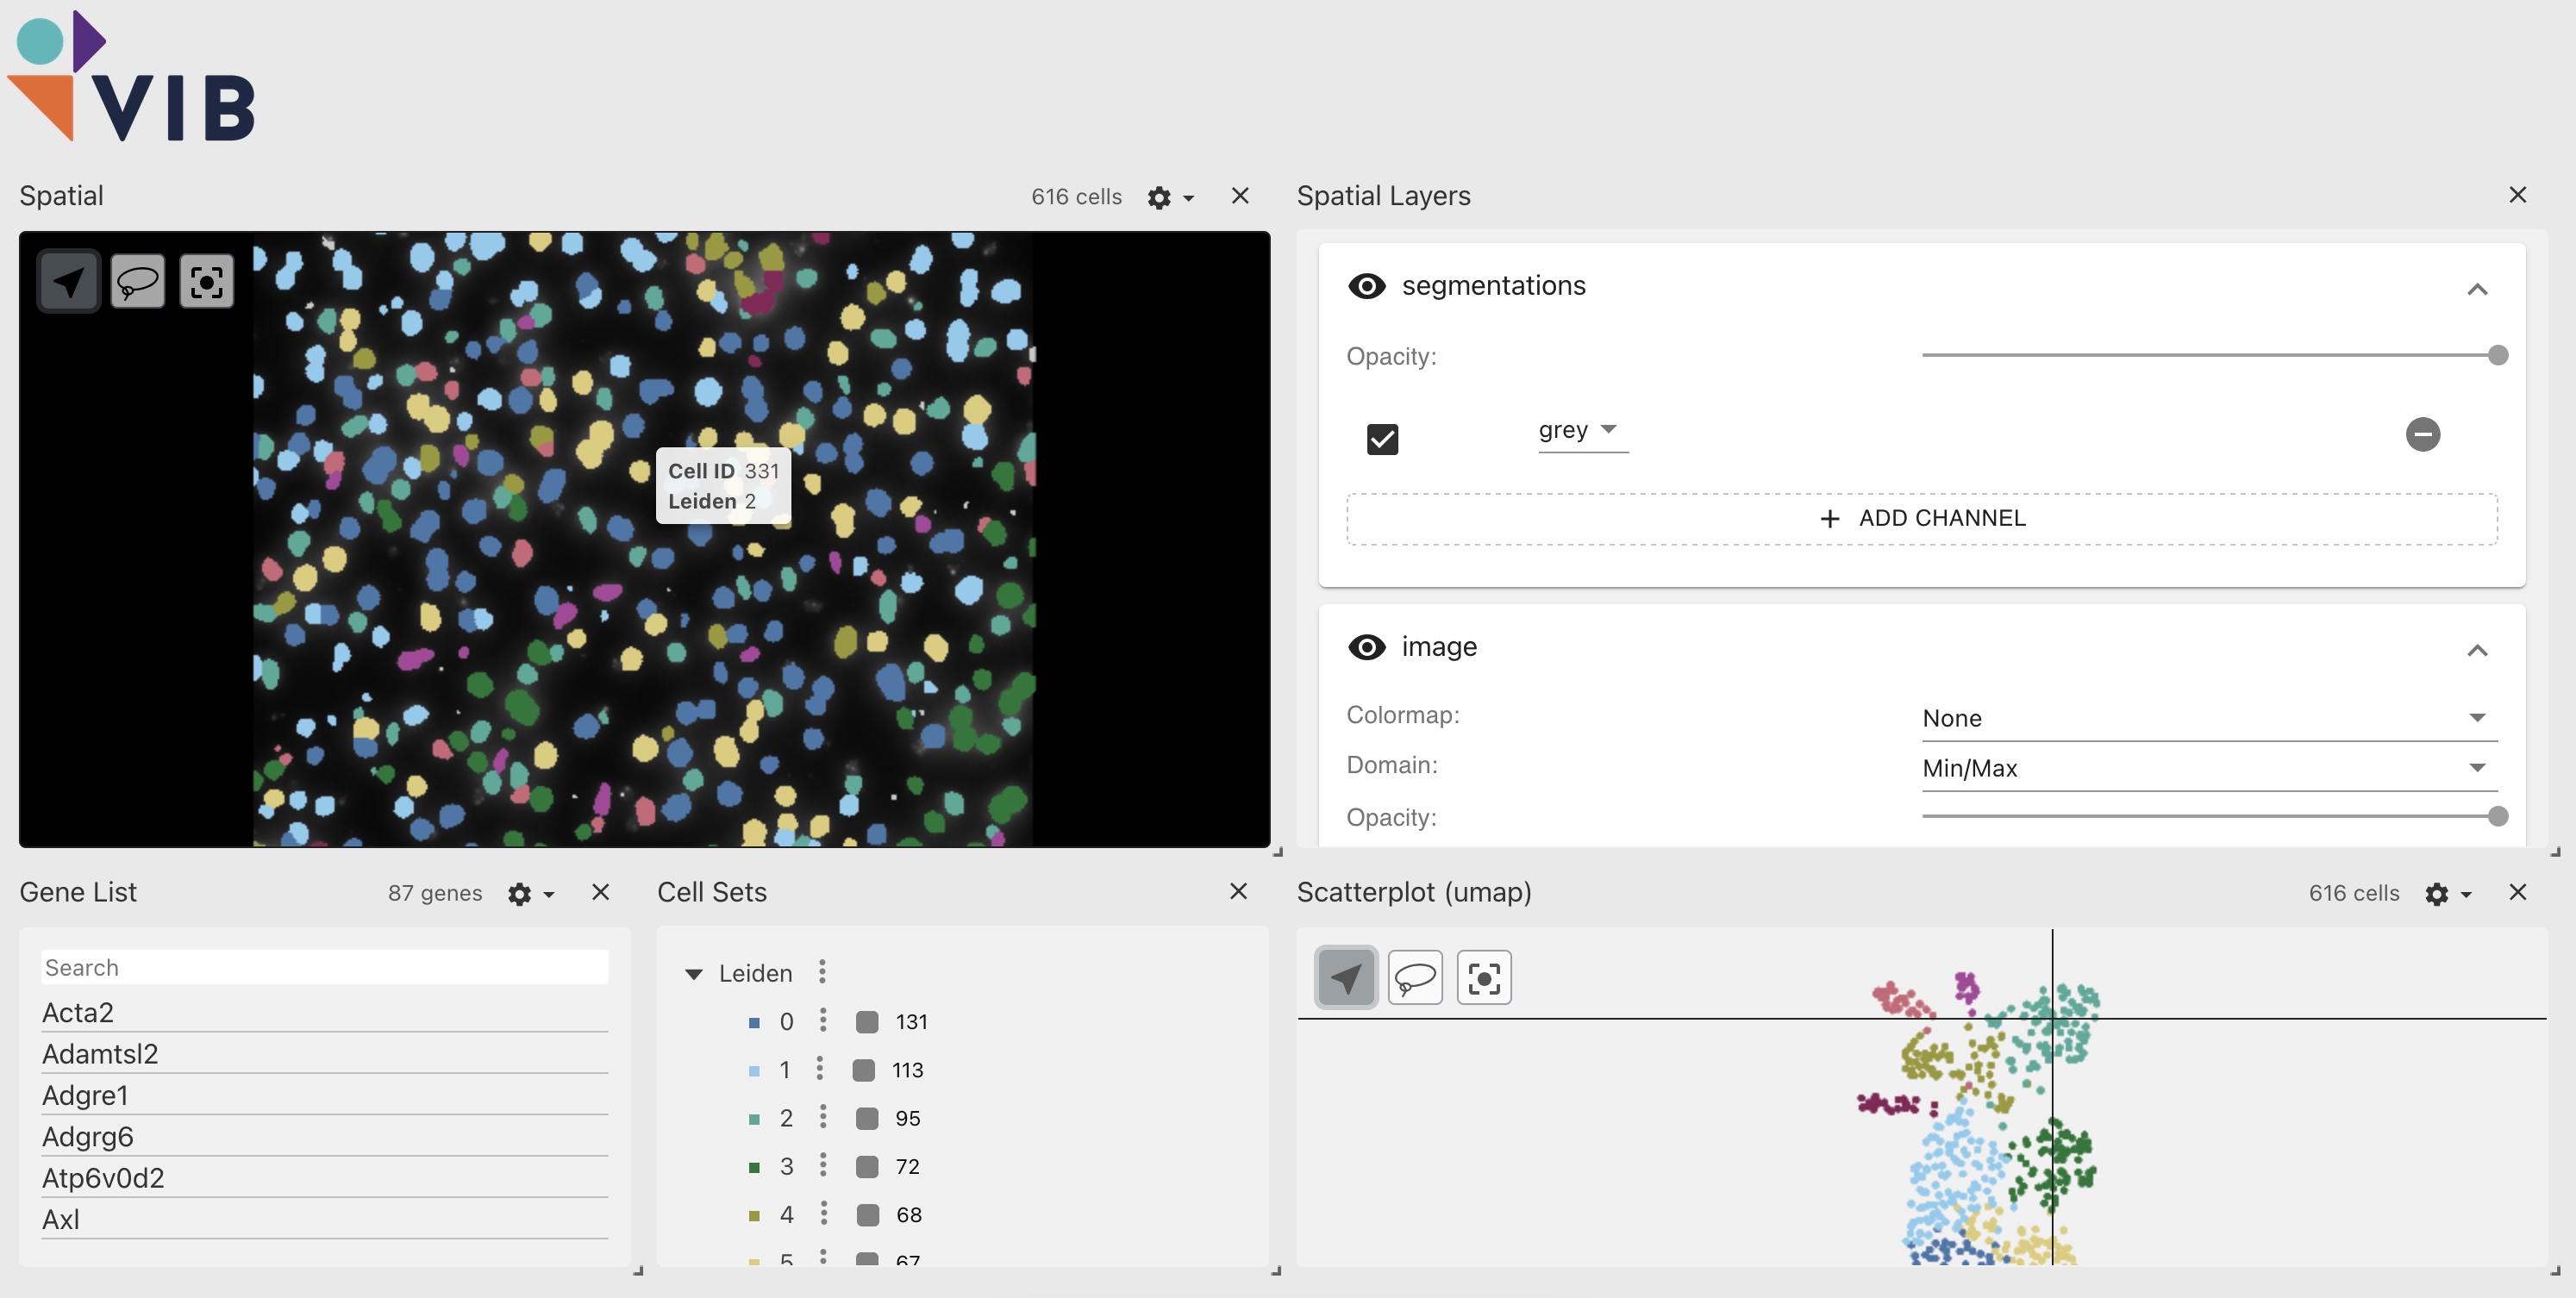 VIB
Spatial
616 cells
Cell ID 331
Leiden 2
Spatial Layers
segmentations
Opacity:
grey
+ ADD CHANNEL
image
Colormap:
None
Domain:
Min/Max
Opacity:
Gene List
87 genes
Search
Acta2
Adamtsl2
Adgre1
Adgrg6
Atp6v0d2
Axl
Cell Sets
Leiden
0 131
1 113
2 95
3 72
4 68
5 67
Scatterplot (umap)
616 cells